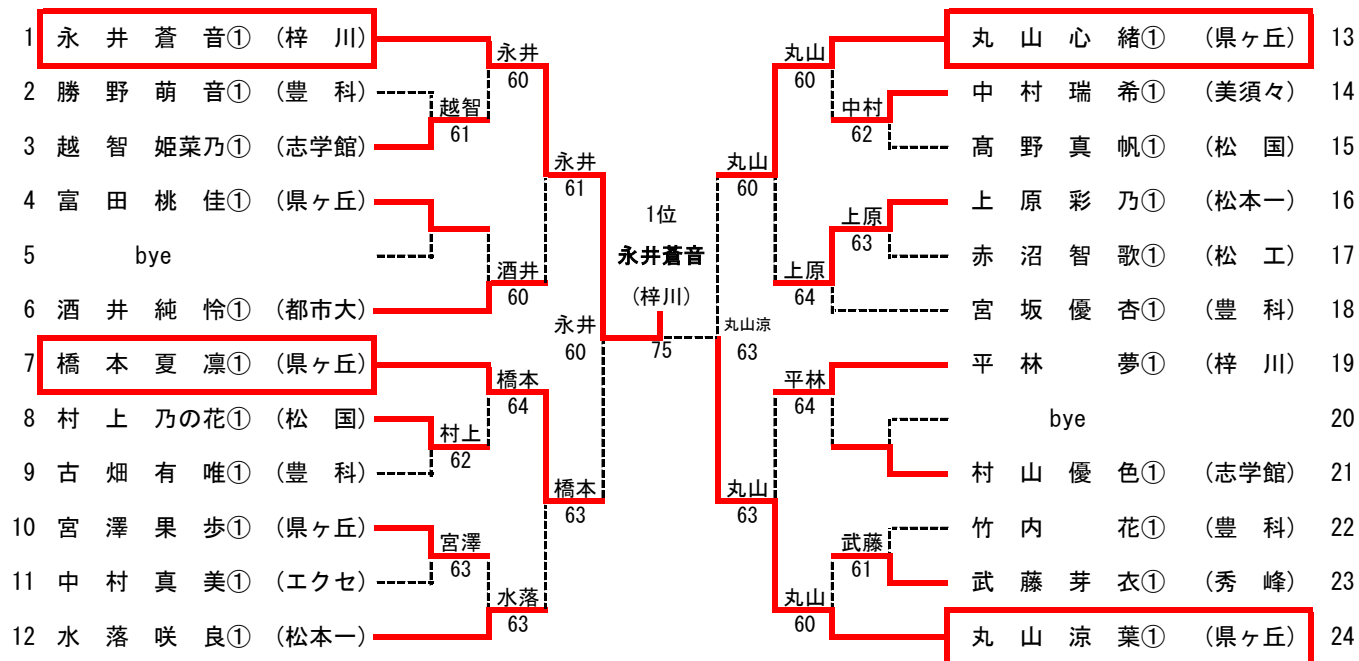 1 永 井 蒼 音① (梓 川)
2 勝 野 萌 音① (豊 科)
3 越 智 姫菜乃① (志学館)
4 富 田 桃 佳① (県ヶ丘)
5 bye
6 酒 井 純 怜① (都市大)
7 橋 本 夏 凛① (県ヶ丘)
8 村 上 乃の花① (松 国)
9 古 畑 有 唯① (豊 科)
10 宮 澤 果 歩① (県ヶ丘)
11 中 村 真 美① (エクセ)
12 水 落 咲 良① (松本一)
越智
61
村上
62
宮澤
63
永井
60
酒井
60
橋本
64
水落
63
永井
61
橋本
63
永井
60
1位
永井蒼音
(梓川)
75
丸山涼
63
丸山
60
丸山
63
丸山
60
上原
64
平林
64
丸山
60
中村
62
上原
63
武藤
61
丸 山 心 緒① (県ヶ丘) 13
中 村 瑞 希① (美須々) 14
髙 野 真 帆① (松 国) 15
上 原 彩 乃① (松本一) 16
赤 沼 智 歌① (松 工) 17
宮 坂 優 杏① (豊 科) 18
平 林 夢① (梓 川) 19
bye 20
村 山 優 色① (志学館) 21
竹 内 花① (豊 科) 22
武 藤 芽 衣① (秀 峰) 23
丸 山 涼 葉① (県ヶ丘) 24